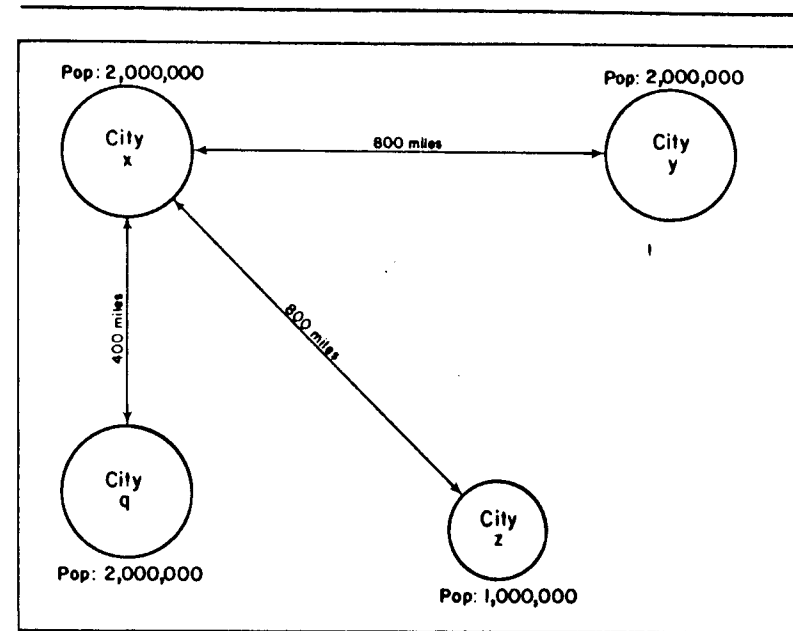 Pop: 2,000,000
City
x
800 miles
Pop: 2,000,000
City
y
400 miles
800 miles
City
q
Pop: 2,000,000
City
z
Pop: 1,000,000